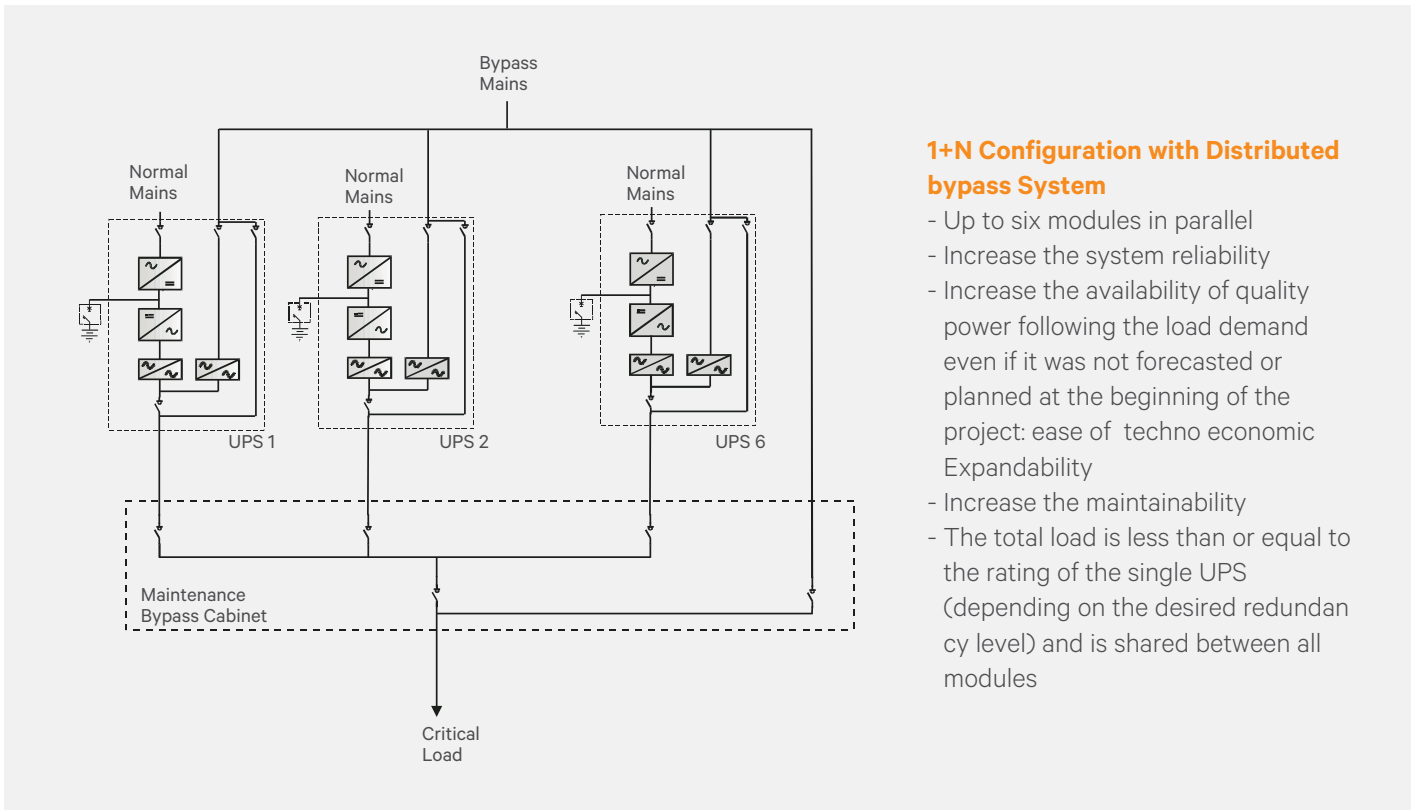 Bypass
Mains
Normal
Mains
Normal
Mains
Normal
Mains
UPS 1
UPS 2
UPS 6
Maintenance
Bypass Cabinet
Critical
Load
1+N Configuration with Distributed
bypass System
- Up to six modules in parallel
- Increase the system reliability
- Increase the availability of quality
power following the load demand
even if it was not forecasted or
planned at the beginning of the
project: ease of techno economic
Expandability
- Increase the maintainability
- The total load is less than or equal to
the rating of the single UPS
(depending on the desired redundan
cy level) and is shared between all
modules